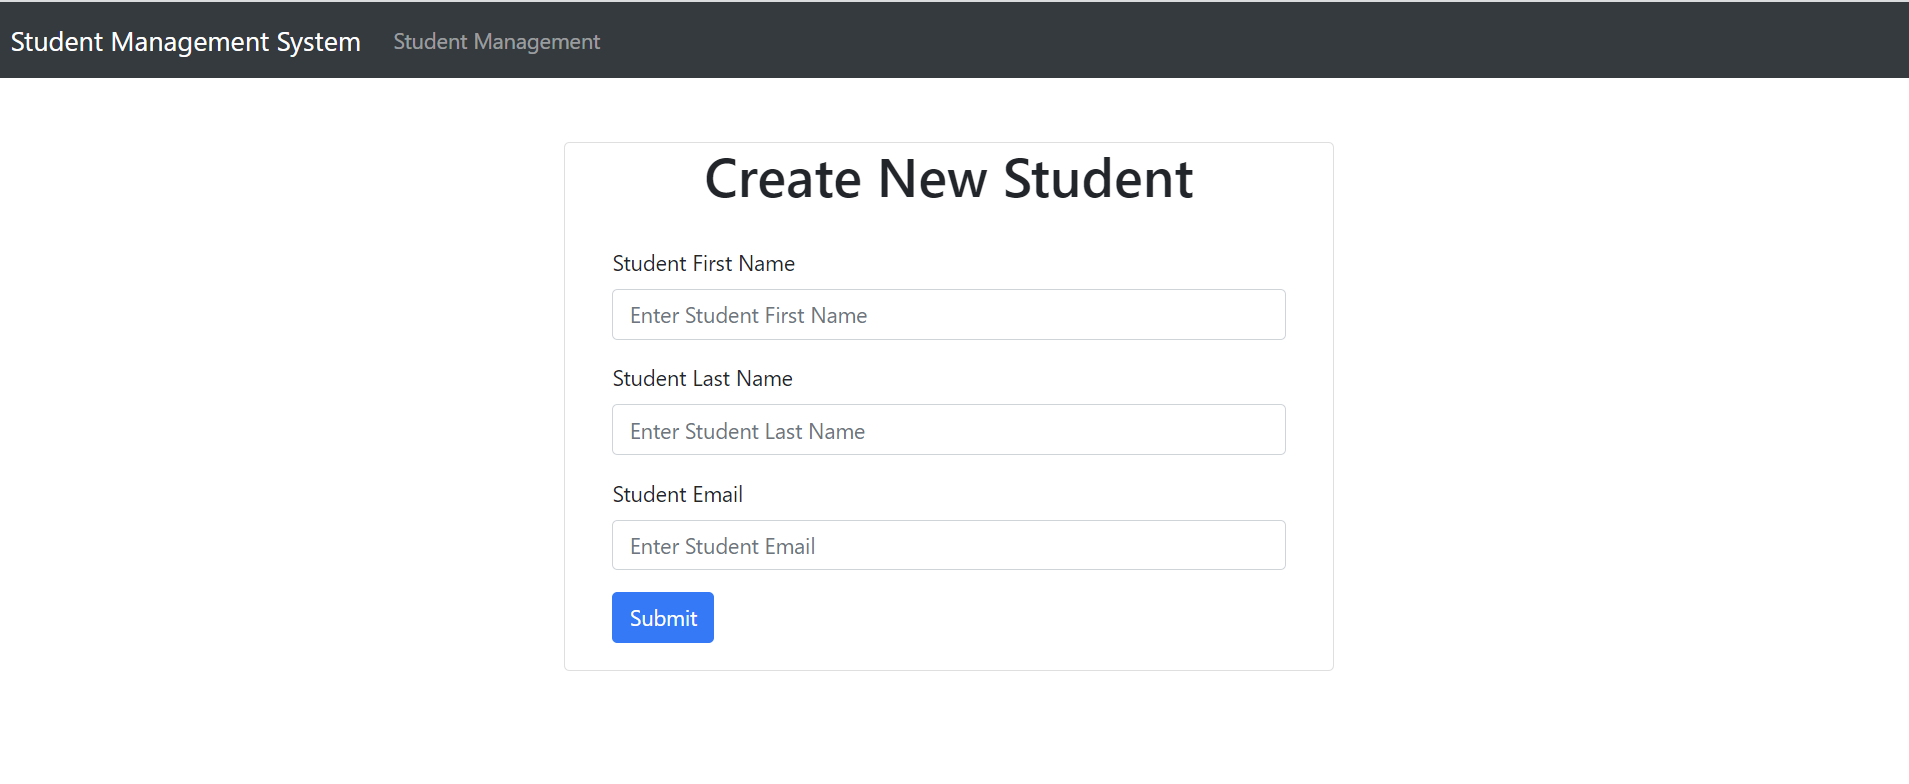 Student Management System Student Management
Create New Student
Student First Name
Enter Student First Name
Student Last Name
Enter Student Last Name
Student Email
Enter Student Email
Submit